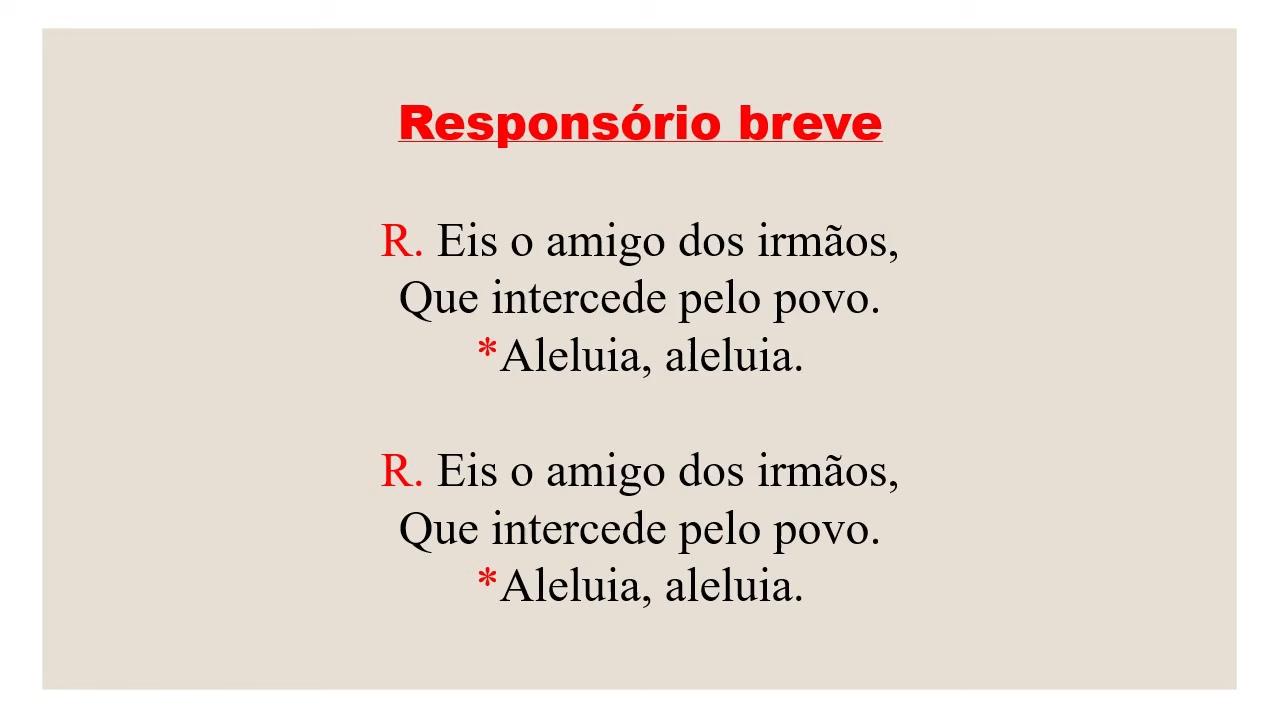 Responsório breve
R. Eis o amigo dos irmãos,
Que intercede pelo povo.
*Aleluia, aleluia.
R. Eis o amigo dos irmãos,
Que intercede pelo povo.
*Aleluia, aleluia.